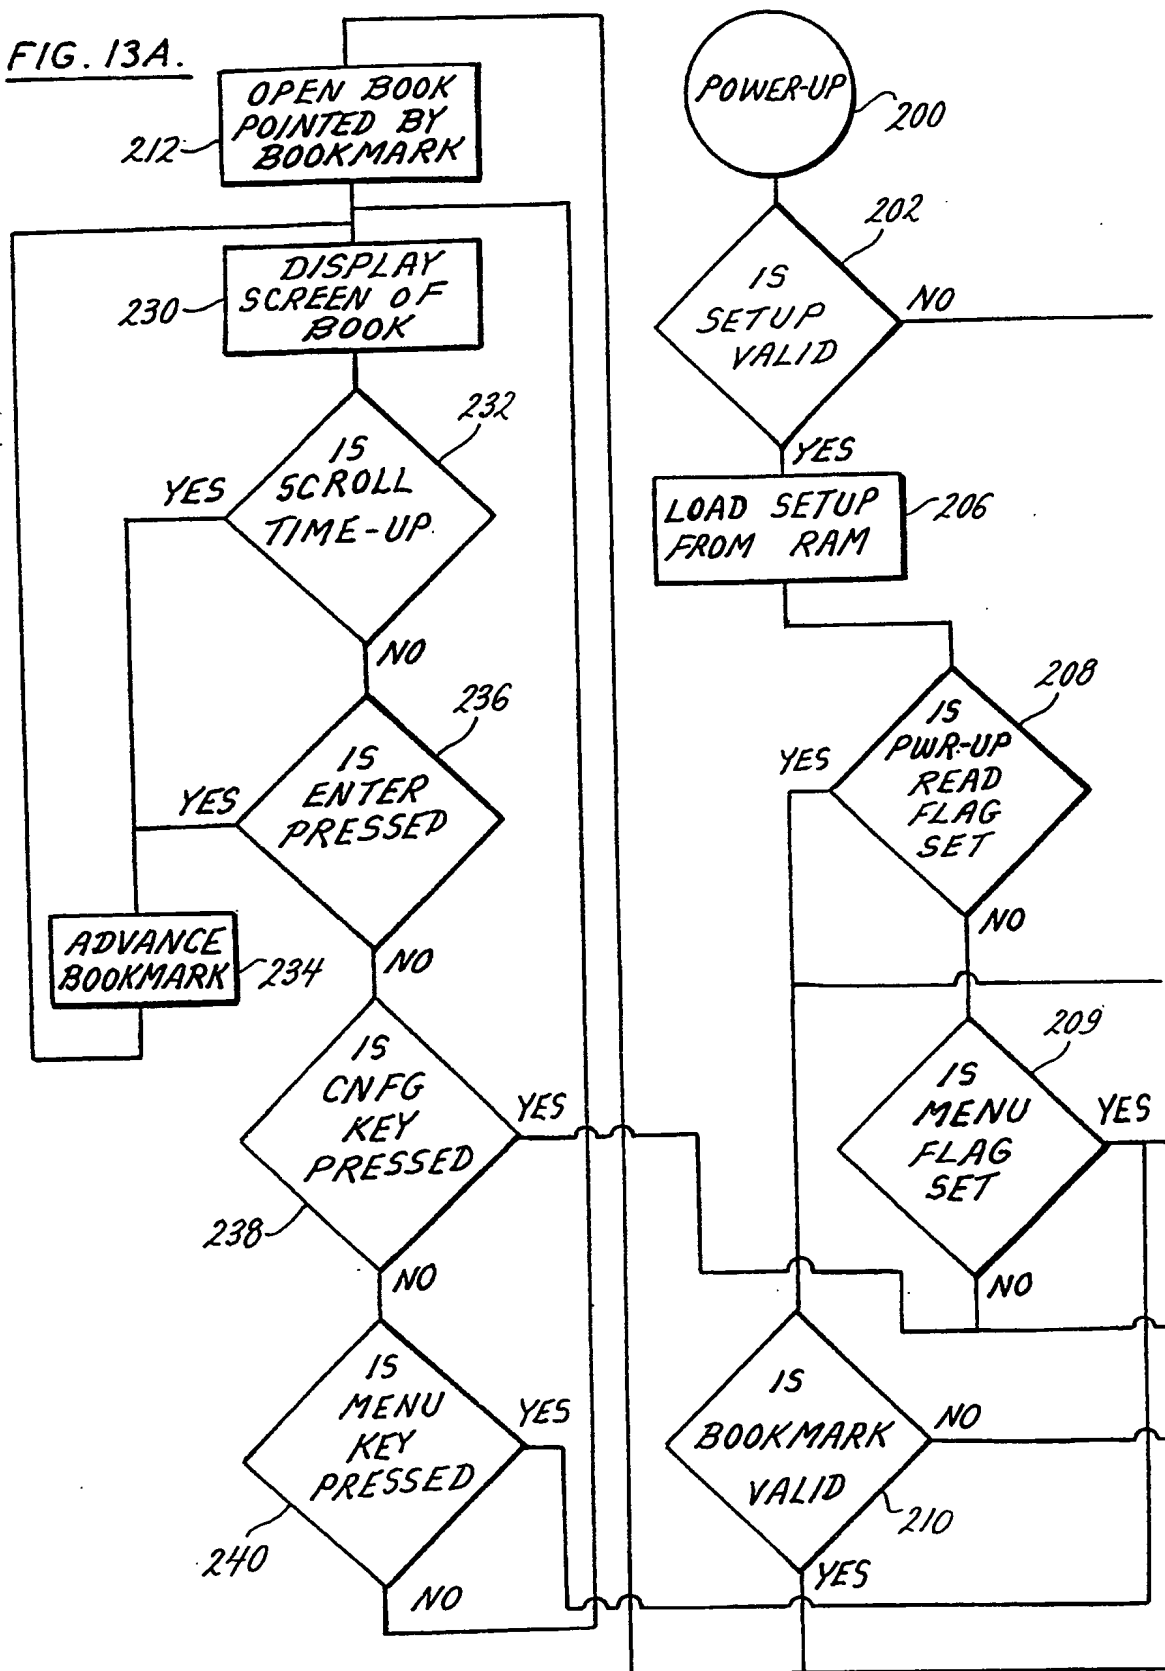 FIG. 13A.
OPEN BOOK
POINTED BY
BOOKMARK
212
DISPLAY
SCREEN OF
BOOK
230
IS
SCROLL
TIME-UP
232
YES
NO
IS
ENTER
PRESSED
236
YES
NO
ADVANCE
BOOKMARK
234
IS
CNFG
KEY
PRESSED
238
YES
NO
IS
MENU
KEY
PRESSED
240
YES
NO
POWER-UP
200
IS
SETUP
VALID
202
NO
YES
LOAD SETUP
FROM RAM
206
IS
PWR-UP
READ
FLAG
SET
208
YES
NO
IS
MENU
FLAG
SET
209
YES
NO
IS
BOOKMARK
VALID
210
NO
YES